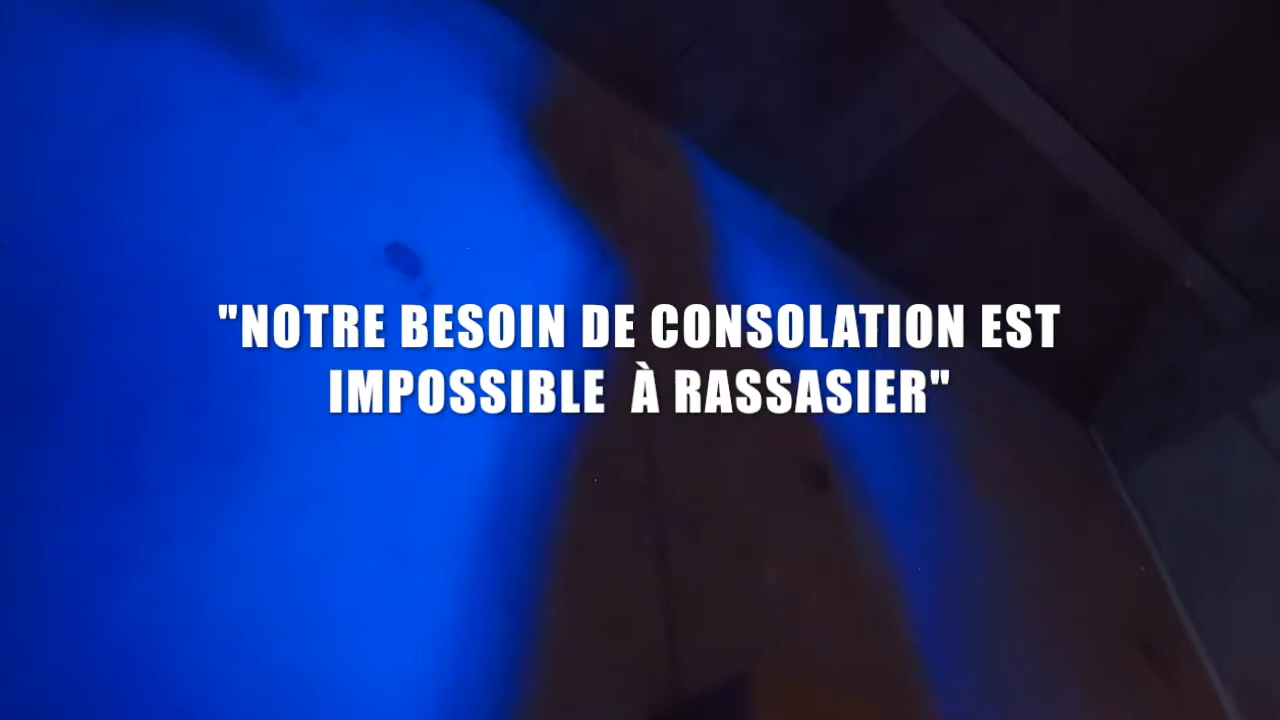 "NOTRE BESOIN DE CONSOLATION EST
IMPOSSIBLE À RASSASIER"